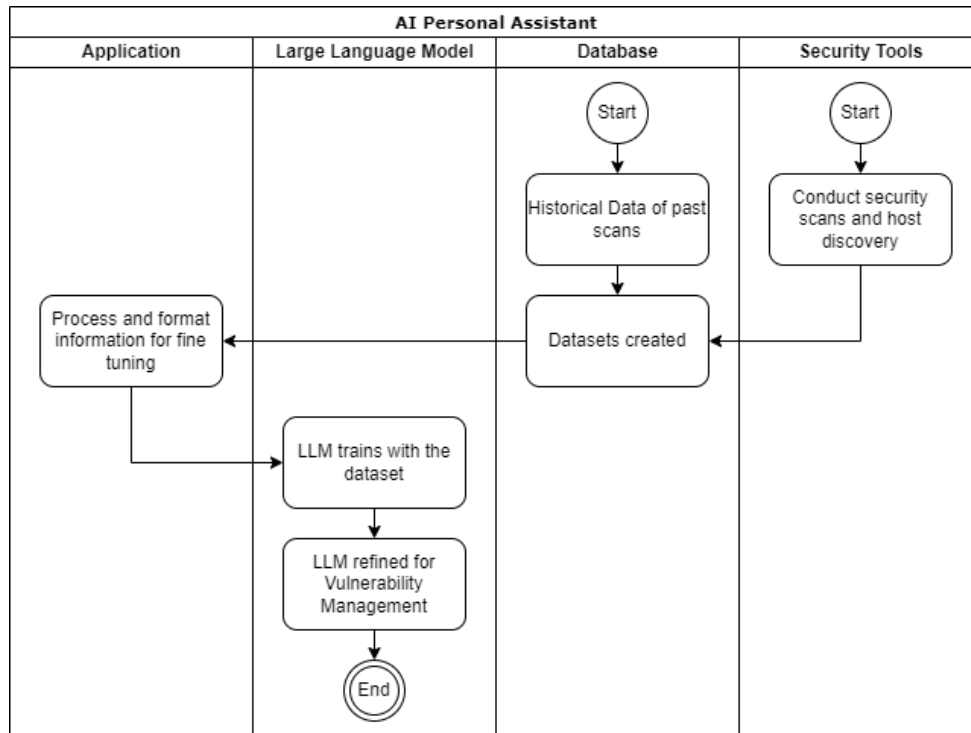 AI Personal Assistant
Application
Large Language Model
Database
Security Tools
Start
Start
Historical Data of past
scans
Conduct security
scans and host
discovery
Process and format
information for fine
tuning
Datasets created
LLM trains with the
dataset
LLM refined for
Vulnerability
Management
End